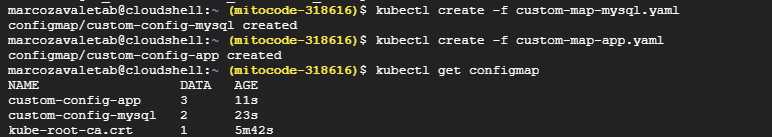 marcozavaletab@cloudshell:~ (mitocode-318616)$ kubectl create -f custom-map-mysql.yaml
configmap/custom-config-mysql created
marcozavaletab@cloudshell:~ (mitocode-318616)$ kubectl create -f custom-map-app.yaml
configmap/custom-config-app created
marcozavaletab@cloudshell:~ (mitocode-318616)$ kubectl get configmap
NAME DATA AGE
custom-config-app 3 11s
custom-config-mysql 2 23s
kube-root-ca.crt 1 5m42s